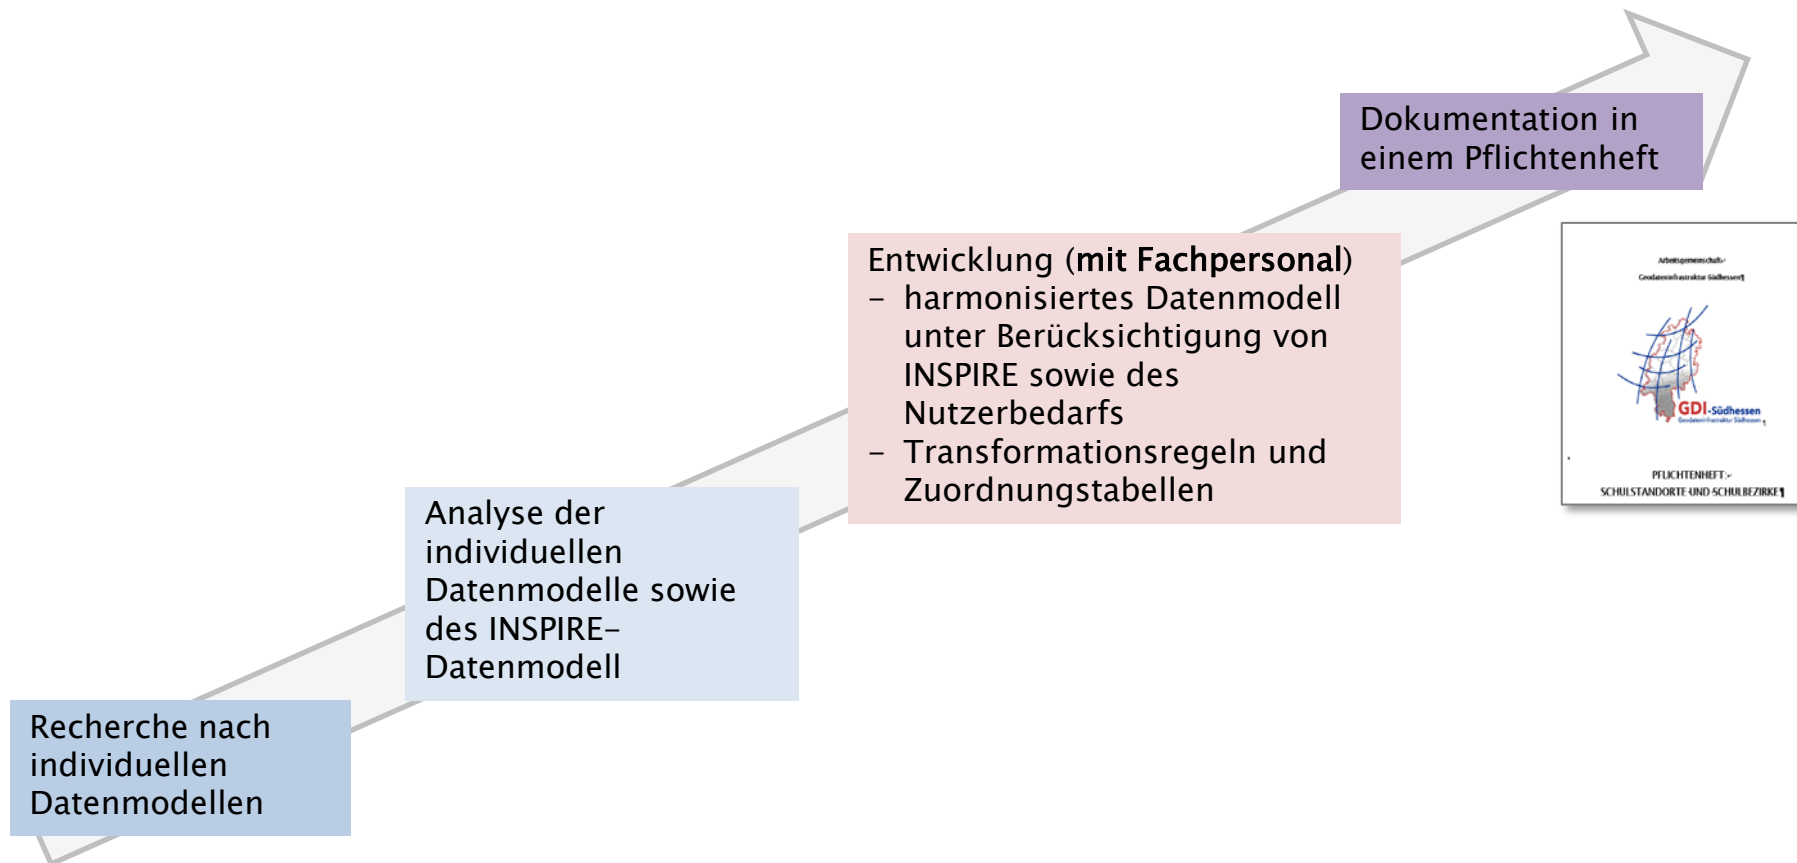 Dokumentation in
einem Pflichtenheft
Entwicklung (mit Fachpersonal)
- harmonisiertes Datenmodell
unter Berücksichtigung von
INSPIRE sowie des
Nutzerbedarfs
- Transformationsregeln und
Zuordnungstabellen
Analyse der
individuellen
Datenmodelle sowie
des INSPIRE-
Datenmodell
Recherche nach
individuellen
Datenmodellen
Arbeitsgemeinschaft
Geodateninfrastruktur Südhessen¶
GDI-Südhessen
Geodateninfrastruktur Südhessen ¶
PFLICHTENHEFT:
SCHULSTANDORTE UND SCHULBEZIRKE¶